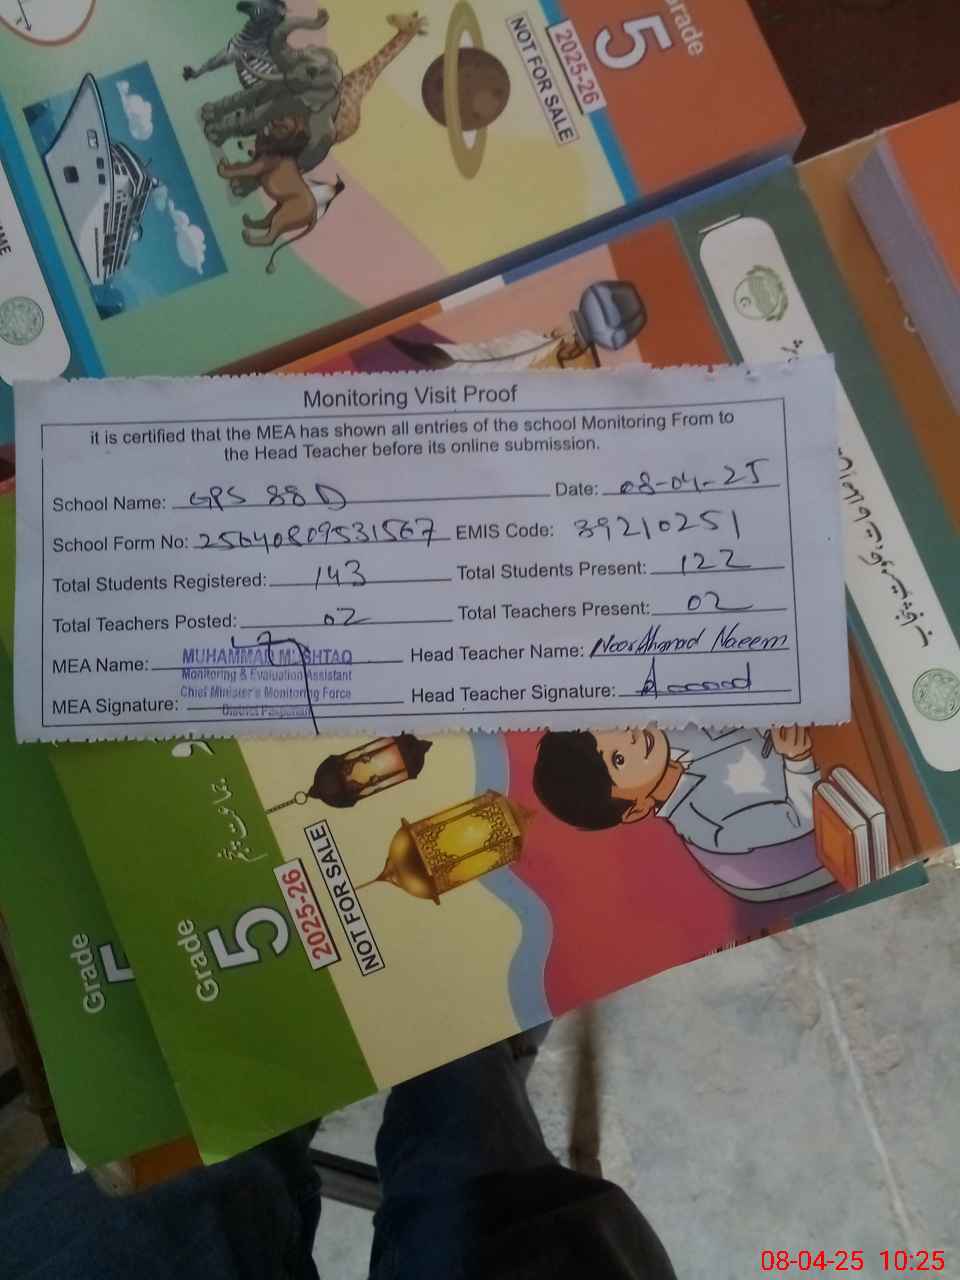 Grade
5
2025-26
NOT FOR SALE
Monitoring Visit Proof
it is certified that the MEA has shown all entries of the school Monitoring From to
the Head Teacher before its online submission.
School Name: GPS 88 D Date: 08-04-25
School Form No: 25640809531567 EMIS Code: 39210251
Total Students Registered: 143 Total Students Present: 122
Total Teachers Posted: 02 Total Teachers Present: 02
MEA Name: MUHAMMAD MUSHTAQ Head Teacher Name: Noor Ahmad Naeem
Monitoring & Evaluation Assistant
Chief Minister's Monitoring Force
MEA Signature: District Pakpattan Head Teacher Signature:
Grade
5
Grade
5
2025-26
NOT FOR SALE
08-04-25 10:25